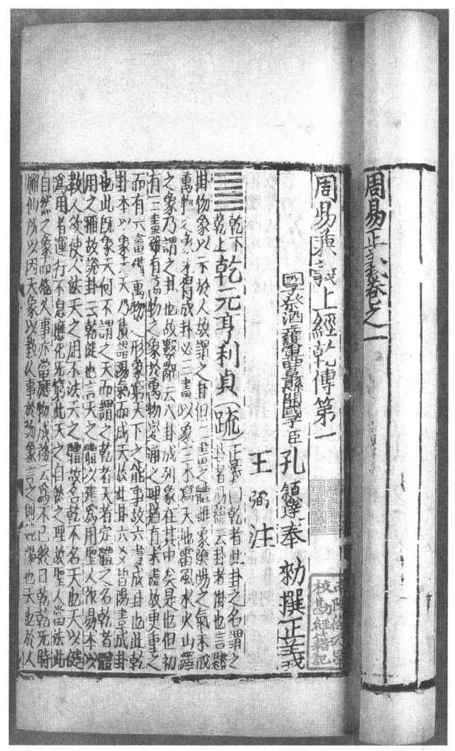 周易正義卷之一
周易兼義上經乾傳第一
國子祭酒上護軍曲阜縣開國子臣孔穎達奉 勑撰正義
王弼注
乾下乾上 乾元亨利貞 疏 正義曰乾者此卦之名謂之卦者易緯云卦者掛也言縣
掛物象以示於人故謂之卦但二畫之體雖象陰陽之氣未成
萬物之象未得成卦必三畫以象三才寫天地雷風水火山澤
之象乃謂之卦也故繫辭云八卦成列象在其中矣是也但初
有三畫雖有萬物之象於萬物變通之理猶有未盡故更重之
而有六畫備萬物之形象窮天下之能事故六畫成卦也此乾
卦本以象天天乃積諸陽氣而成天故此卦六爻皆陽畫成卦
也此既象天何不謂之天而謂之乾者天者定體之名乾者體
用之稱故說卦云乾健也言天之體以健為用聖人作易本以
教人欲使人法天之用不法天之體故名乾不名天也天以健
為用者運行不息應化无窮此天之自然之理故聖人當法此
自然之象而施人事亦當應物成務云為不已終日乾乾无時
懈倦所以因天象以教人事於物象言之則純陽也天也於人
校勘經籍記